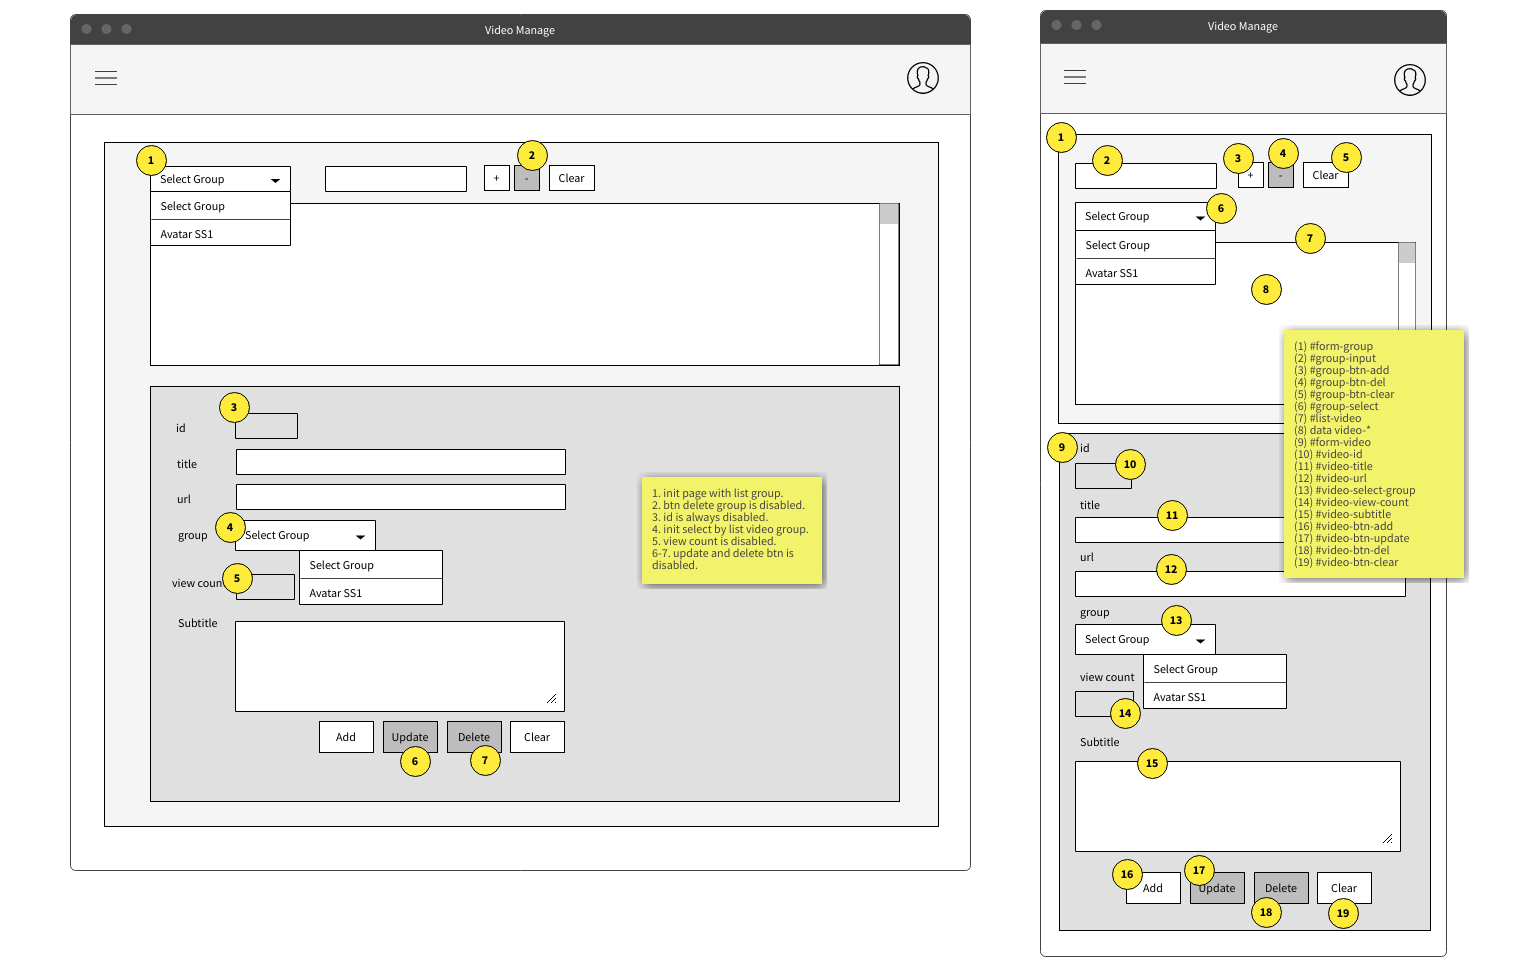 Video Manage
1
2
Select Group
+
-
Clear
Select Group
Avatar SS1
3
id
title
url
4
group
Select Group
Select Group
5
view coun
Avatar SS1
Subtitle
Add
Update
Delete
Clear
6
7
1. init page with list group.
2. btn delete group is disabled.
3. id is always disabled.
4. init select by list video group.
5. view count is disabled.
6-7. update and delete btn is
disabled.
Video Manage
1
2
3
4
5
+
-
Clear
6
Select Group
7
Select Group
Avatar SS1
8
(1) #form-group
(2) #group-input
(3) #group-btn-add
(4) #group-btn-del
(5) #group-btn-clear
(6) #group-select
(7) #list-video
(8) data video-*
(9) #form-video
(10) #video-id
(11) #video-title
(12) #video-url
(13) #video-select-group
(14) #video-view-count
(15) #video-subtitle
(16) #video-btn-add
(17) #video-btn-update
(18) #video-btn-del
(19) #video-btn-clear
9
id
10
title
11
url
12
group
13
Select Group
Select Group
view count
Avatar SS1
14
Subtitle
15
16
17
Add
Update
Delete
Clear
18
19